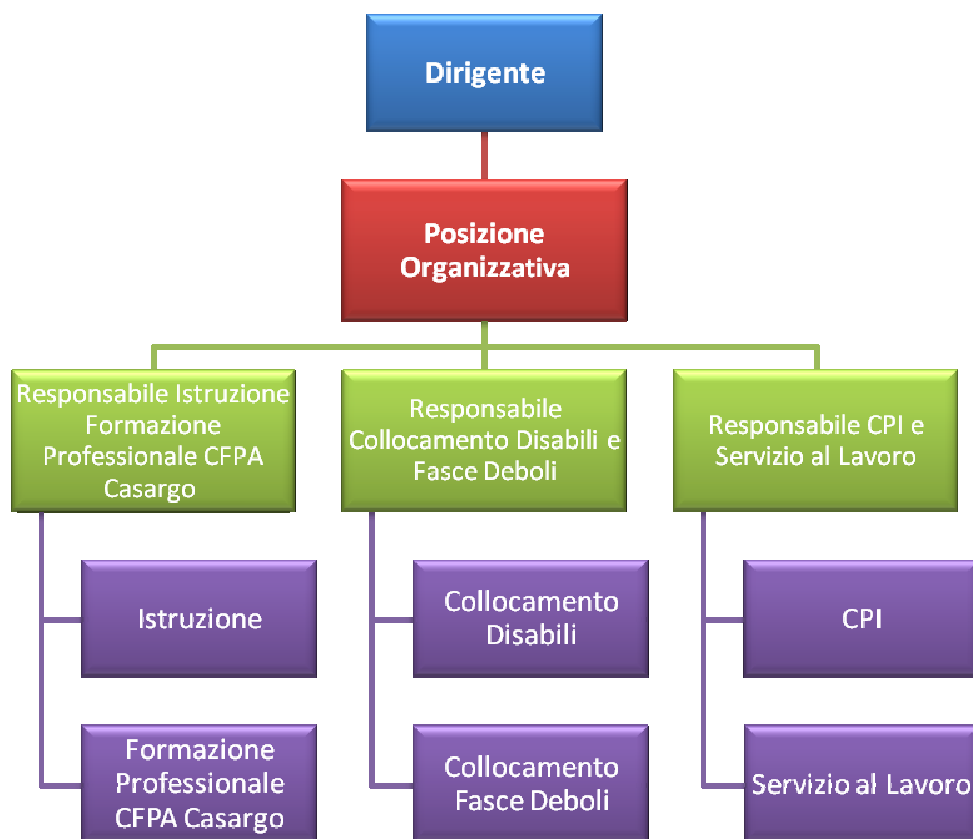 Dirigente
Posizione
Organizzativa
Responsabile Istruzione
Formazione
Professionale CFPA
Casargo
Responsabile
Collocamento Disabili e
Fasce Deboli
Responsabile CPI e
Servizio al Lavoro
Istruzione
Formazione
Professionale
CFPA Casargo
Collocamento
Disabili
Collocamento
Fasce Deboli
CPI
Servizio al Lavoro